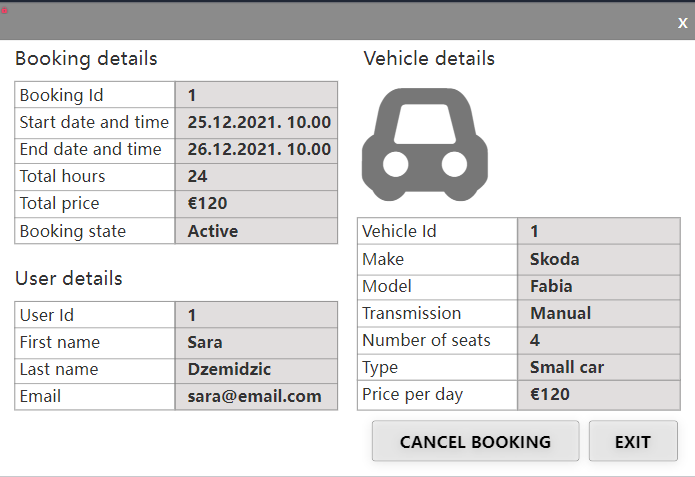 *
x
Booking details
Booking Id 1
Start date and time 25.12.2021. 10.00
End date and time 26.12.2021. 10.00
Total hours 24
Total price €120
Booking state Active
User details
User Id 1
First name Sara
Last name Dzemidzic
Email sara@email.com
Vehicle details
Vehicle Id 1
Make Skoda
Model Fabia
Transmission Manual
Number of seats 4
Type Small car
Price per day €120
CANCEL BOOKING EXIT